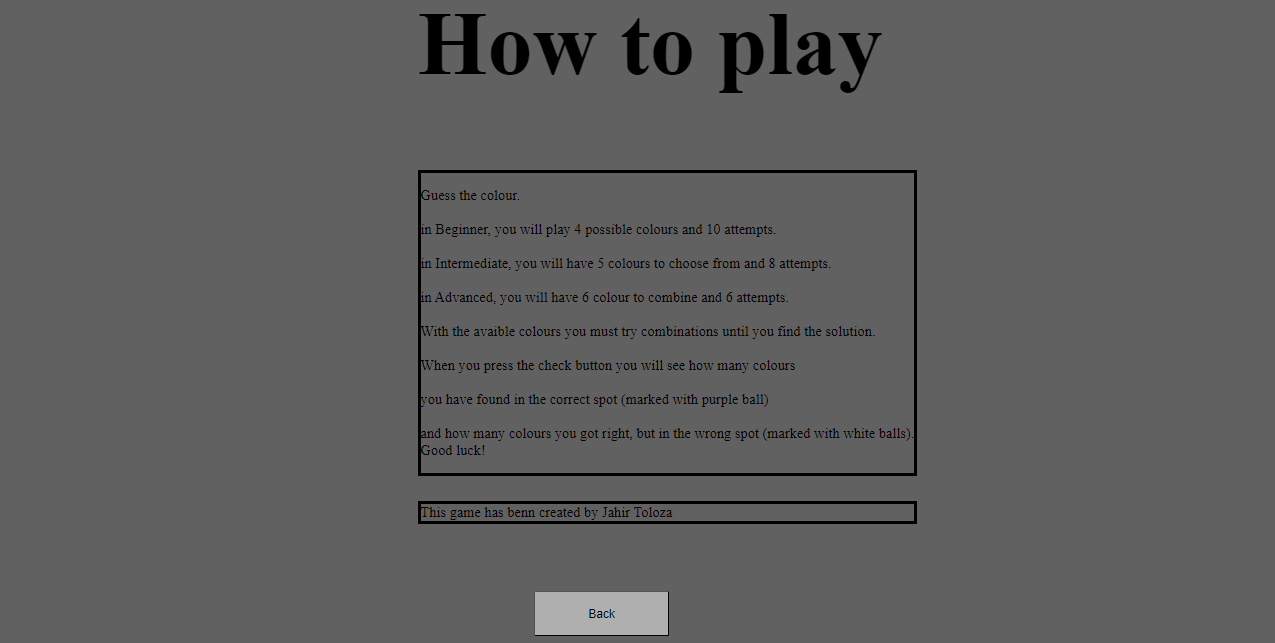 How to play
Guess the colour.
in Beginner, you will play 4 possible colours and 10 attempts.
in Intermediate, you will have 5 colours to choose from and 8 attempts.
in Advanced, you will have 6 colour to combine and 6 attempts.
With the avaible colours you must try combinations until you find the solution.
When you press the check button you will see how many colours
you have found in the correct spot (marked with purple ball)
and how many colours you got right, but in the wrong spot (marked with white balls).
Good luck!
This game has benn created by Jahir Toloza
Back